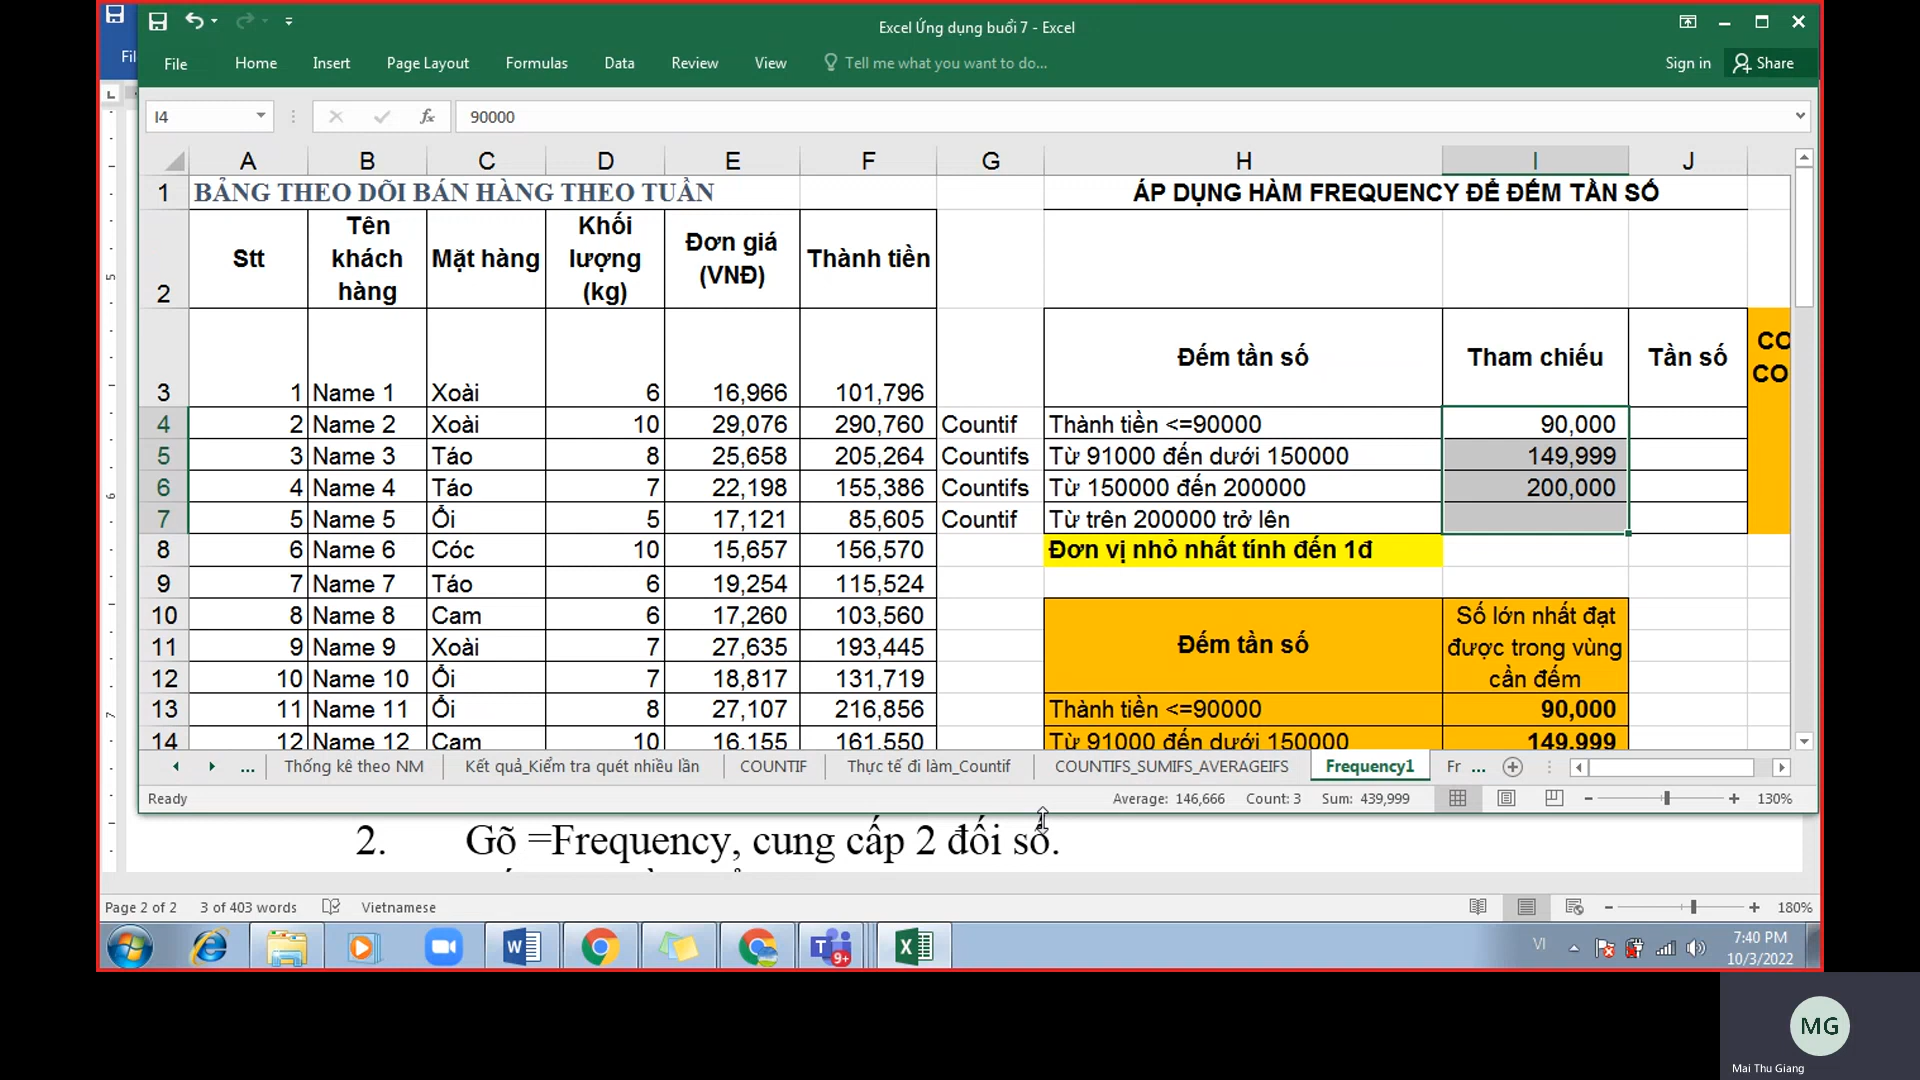 Excel Ứng dụng buổi 7 - Excel
Fil
File Home Insert Page Layout Formulas Data Review View Tell me what you want to do... Sign in Share
I4 fx 90000
A B C D E F G H I J
1 BẢNG THEO DÕI BÁN HÀNG THEO TUẦN ÁP DỤNG HÀM FREQUENCY ĐỂ ĐẾM TẦN SỐ
2 Stt Tên khách hàng Mặt hàng Khối lượng (kg) Đơn giá (VNĐ) Thành tiền
Đếm tần số Tham chiếu Tần số CO CO
3 1 Name 1 Xoài 6 16,966 101,796
4 2 Name 2 Xoài 10 29,076 290,760 Countif Thành tiền <=90000 90,000
5 3 Name 3 Táo 8 25,658 205,264 Countifs Từ 91000 đến dưới 150000 149,999
6 4 Name 4 Táo 7 22,198 155,386 Countifs Từ 150000 đến 200000 200,000
7 5 Name 5 Ổi 5 17,121 85,605 Countif Từ trên 200000 trở lên
8 6 Name 6 Cóc 10 15,657 156,570 Đơn vị nhỏ nhất tính đến 1đ
9 7 Name 7 Táo 6 19,254 115,524
10 8 Name 8 Cam 6 17,260 103,560 Đếm tần số Số lớn nhất đạt
11 9 Name 9 Xoài 7 27,635 193,445 được trong vùng
12 10 Name 10 Ổi 7 18,817 131,719 cần đếm
13 11 Name 11 Ổi 8 27,107 216,856 Thành tiền <=90000 90,000
14 12 Name 12 Cam 10 16,155 161,550 Từ 91000 đến dưới 150000 149,999
... Thống kê theo NM Kết quả_Kiểm tra quét nhiều lần COUNTIF Thực tế đi làm_Countif COUNTIFS_SUMIFS_AVERAGEIFS Frequency1 Fr ...
Ready Average: 146,666 Count: 3 Sum: 439,999 130%
2. Gõ =Frequency, cung cấp 2 đối số.
Page 2 of 2 3 of 403 words Vietnamese 180%
5
6
7
9+
VI
7:40 PM
10/3/2022
MG
Mai Thu Giang